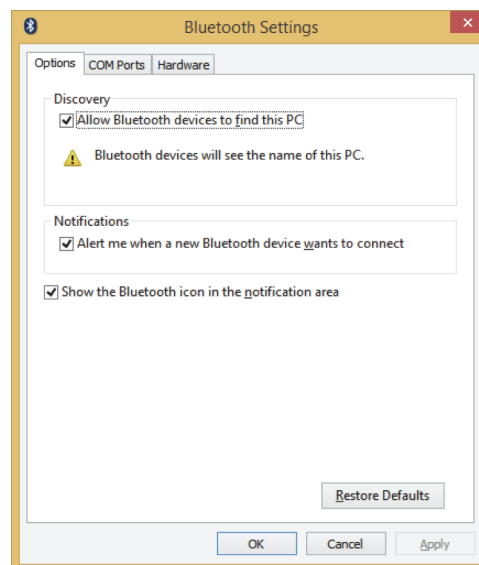 Bluetooth Settings
Options COM Ports Hardware
Discovery
Allow Bluetooth devices to find this PC
Bluetooth devices will see the name of this PC.
Notifications
Alert me when a new Bluetooth device wants to connect
Show the Bluetooth icon in the notification area
Restore Defaults
OK Cancel Apply